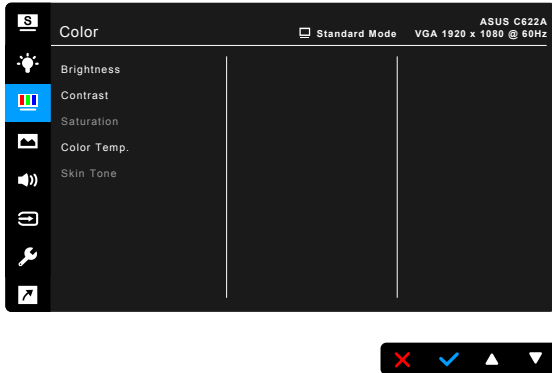 S
Color
Standard Mode
ASUS C622A
VGA 1920 x 1080 @ 60Hz
Brightness
Contrast
Saturation
Color Temp.
Skin Tone